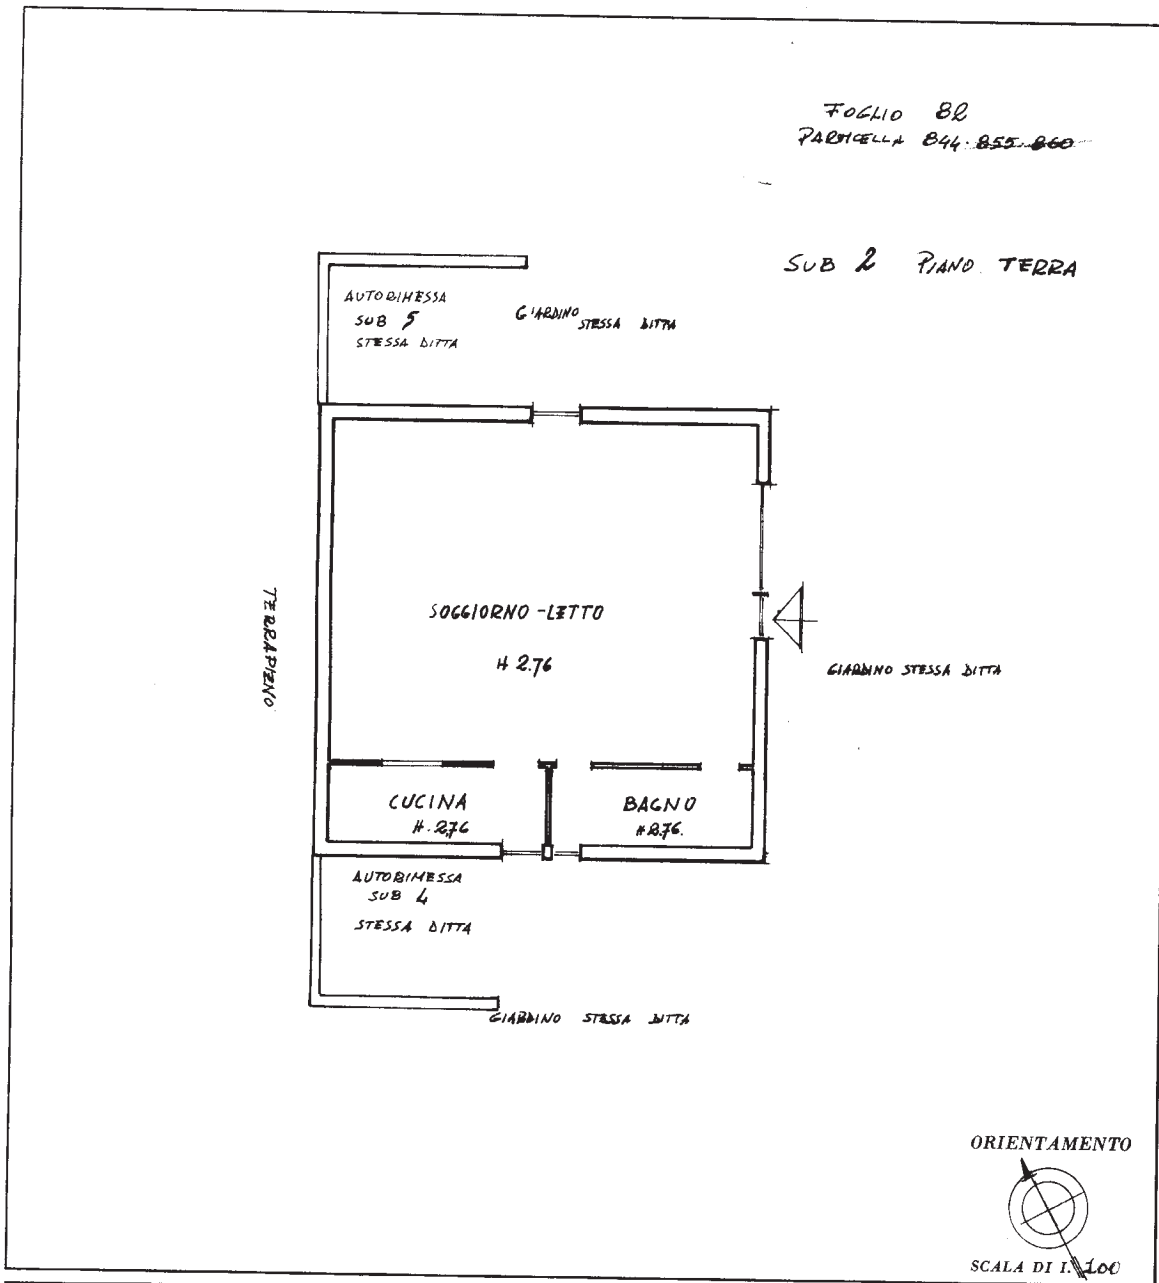 FOGLIO 82
PARTICELLA 844. 855. 860
SUB 2 PIANO TERRA
AUTORIMESSA
SUB 5
STESSA DITTA
GIARDINO STESSA DITTA
TERRAPIENO
SOGGIORNO-LETTO
H 2.76
GIARDINO STESSA DITTA
CUCINA
H. 2,76
BAGNO
H 2.76.
AUTORIMESSA
SUB 4
STESSA DITTA
GIARDINO STESSA DITTA
ORIENTAMENTO
SCALA DI I. 100